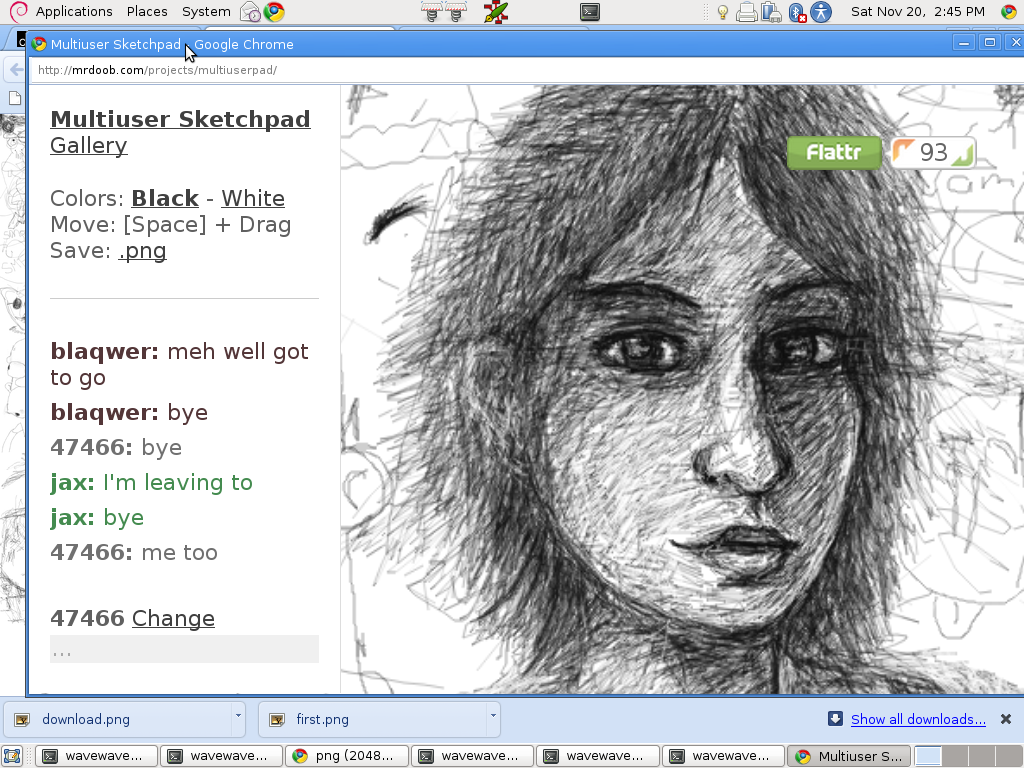 Applications Places System
Sat Nov 20, 2:45 PM
Multiuser Sketchpad - Google Chrome
http://mrdoob.com/projects/multiuserpad/
Multiuser Sketchpad
Gallery
Colors: Black - White
Move: [Space] + Drag
Save: .png
Flattr 93
blaqwer: meh well got
to go
blaqwer: bye
47466: bye
jax: I'm leaving to
jax: bye
47466: me too
47466 Change
...
download.png
first.png
Show all downloads...
wavewave...
wavewave...
png (2048...
wavewave...
wavewave...
wavewave...
Multiuser S...